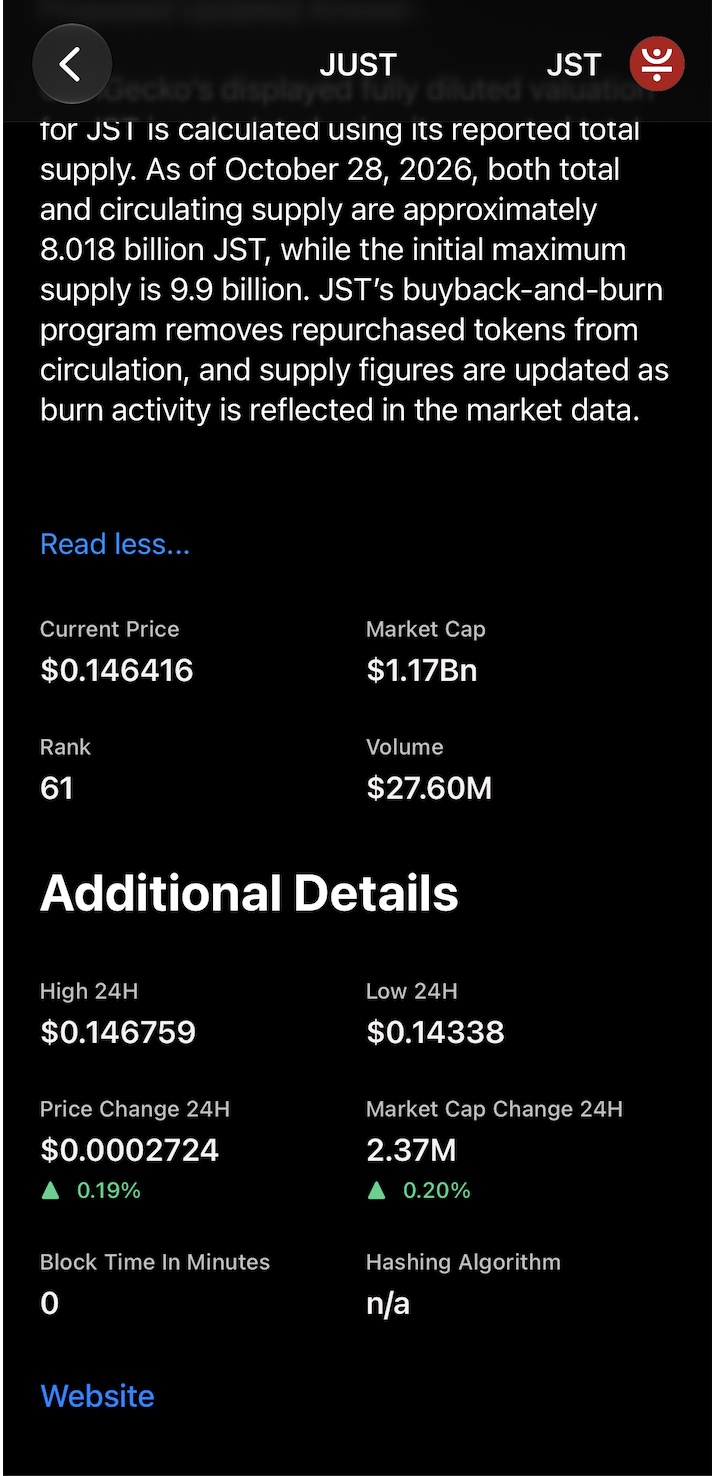 JUST
JST
Gecko's displayed fully diluted valuation
for JST is calculated using its reported total
supply. As of October 28, 2026, both total
and circulating supply are approximately
8.018 billion JST, while the initial maximum
supply is 9.9 billion. JST’s buyback-and-burn
program removes repurchased tokens from
circulation, and supply figures are updated as
burn activity is reflected in the market data.
Read less...
Current Price
Market Cap
$0.146416
$1.17Bn
Rank
Volume
61
$27.60M
Additional Details
High 24H
Low 24H
$0.146759
$0.14338
Price Change 24H
Market Cap Change 24H
$0.0002724
2.37M
▲ 0.19%
▲ 0.20%
Block Time In Minutes
Hashing Algorithm
0
n/a
Website